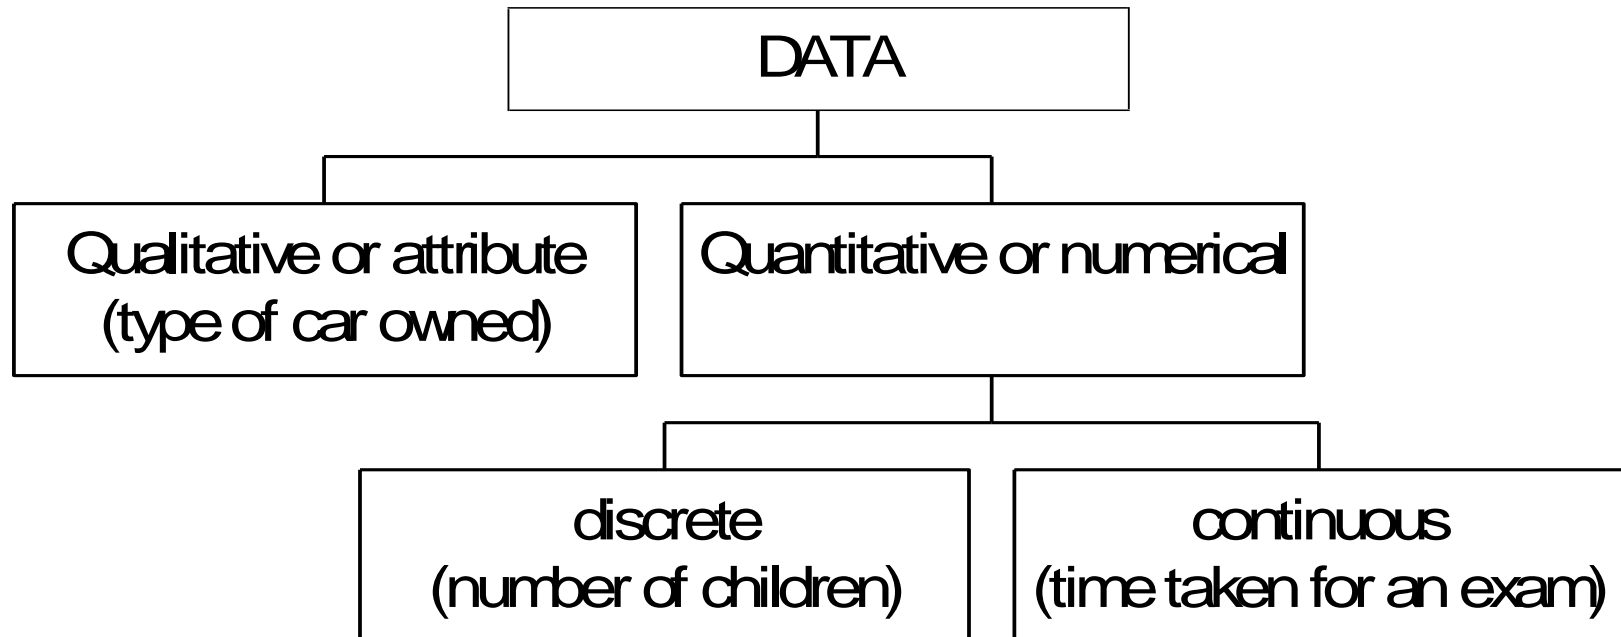 DATA
Qualitative or attribute
(type of car owned)
Quantitative or numerical
discrete
(number of children)
continuous
(time taken for an exam)